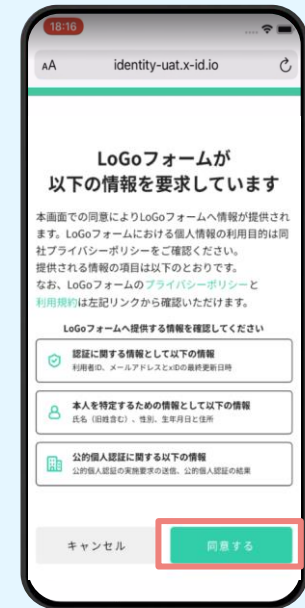 18:16
AA identity-uat.x-id.io
LoGoフォームが
以下の情報を要求しています
本画面での同意によりLoGoフォームへ情報が提供され
ます。LoGoフォームにおける個人情報の利用目的は同
社プライバシーポリシーをご確認ください。
提供される情報の項目は以下のとおりです。
なお、LoGoフォームのプライバシーポリシーと
利用規約は左記リンクから確認いただけます。
LoGoフォームへ提供する情報を確認してください
認証に関する情報として以下の情報
利用者ID、メールアドレスとxIDの最終更新日時
本人を特定するための情報として以下の情報
氏名（旧姓含む）、性別、生年月日と住所
公的個人認証に関する以下の情報
公的個人認証の実施要求の送信、公的個人認証の結果
キャンセル 同意する